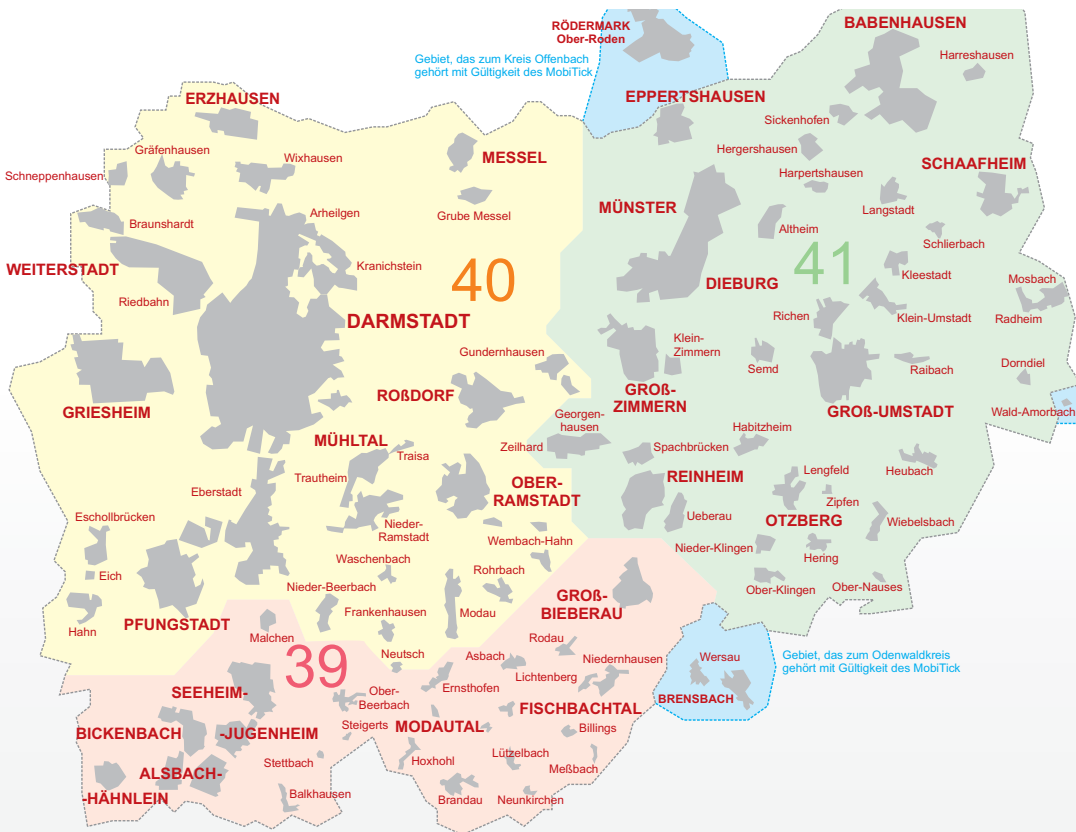 RÖDERMARK
Ober-Roden
BABENHAUSEN
Harreshausen
Gebiet, das zum Kreis Offenbach
gehört mit Gültigkeit des MobiTick
ERZHAUSEN
EPPERTSHAUSEN
Sickenhofen
Gräfenhausen
Wixhausen
MESSEL
Hergershausen
SCHAAFHEIM
Schneppenhausen
Harpertshausen
Grube Messel
MÜNSTER
Langstadt
Braunshardt
Arheilgen
Altheim
Schlierbach
WEITERSTADT
Kranichstein
40
41
Kleestadt
Mosbach
Riedbahn
DIEBURG
Richen
Klein-Umstadt
Radheim
DARMSTADT
Klein-
Zimmern
Gundernhausen
Semd
Raibach
Dorndiel
GRIESHEIM
ROßDORF
GROß-
ZIMMERN
GROß-UMSTADT
Wald-Amorbach
Georgen-
hausen
MÜHLTAL
Traisa
Zeilhard
Spachbrücken
Habitzheim
Trautheim
Lengfeld
Heubach
REINHEIM
OBER-
RAMSTADT
Eberstadt
Zipfen
Eschollbrücken
Nieder-
Ramstadt
Ueberau
OTZBERG
Wiebelsbach
Wembach-Hahn
Nieder-Klingen
Hering
Waschenbach
Rohrbach
Eich
Nieder-Beerbach
Ober-Klingen
Ober-Nauses
GROß-
BIEBERAU
Frankenhausen
Modau
Hahn
PFUNGSTADT
Malchen
Rodau
39
Neutsch
Asbach
Niedernhausen
Wersau
Gebiet, das zum Odenwaldkreis
gehört mit Gültigkeit des MobiTick
Lichtenberg
SEEHEIM-
Ober-
Beerbach
Ernsthofen
BRENSBACH
FISCHBACHTAL
BICKENBACH
-JUGENHEIM
Steigerts
MODAUTAL
Billings
Stettbach
Hoxhohl
Lützelbach
Meßbach
ALSBACH-
-HÄHNLEIN
Balkhausen
Brandau
Neunkirchen